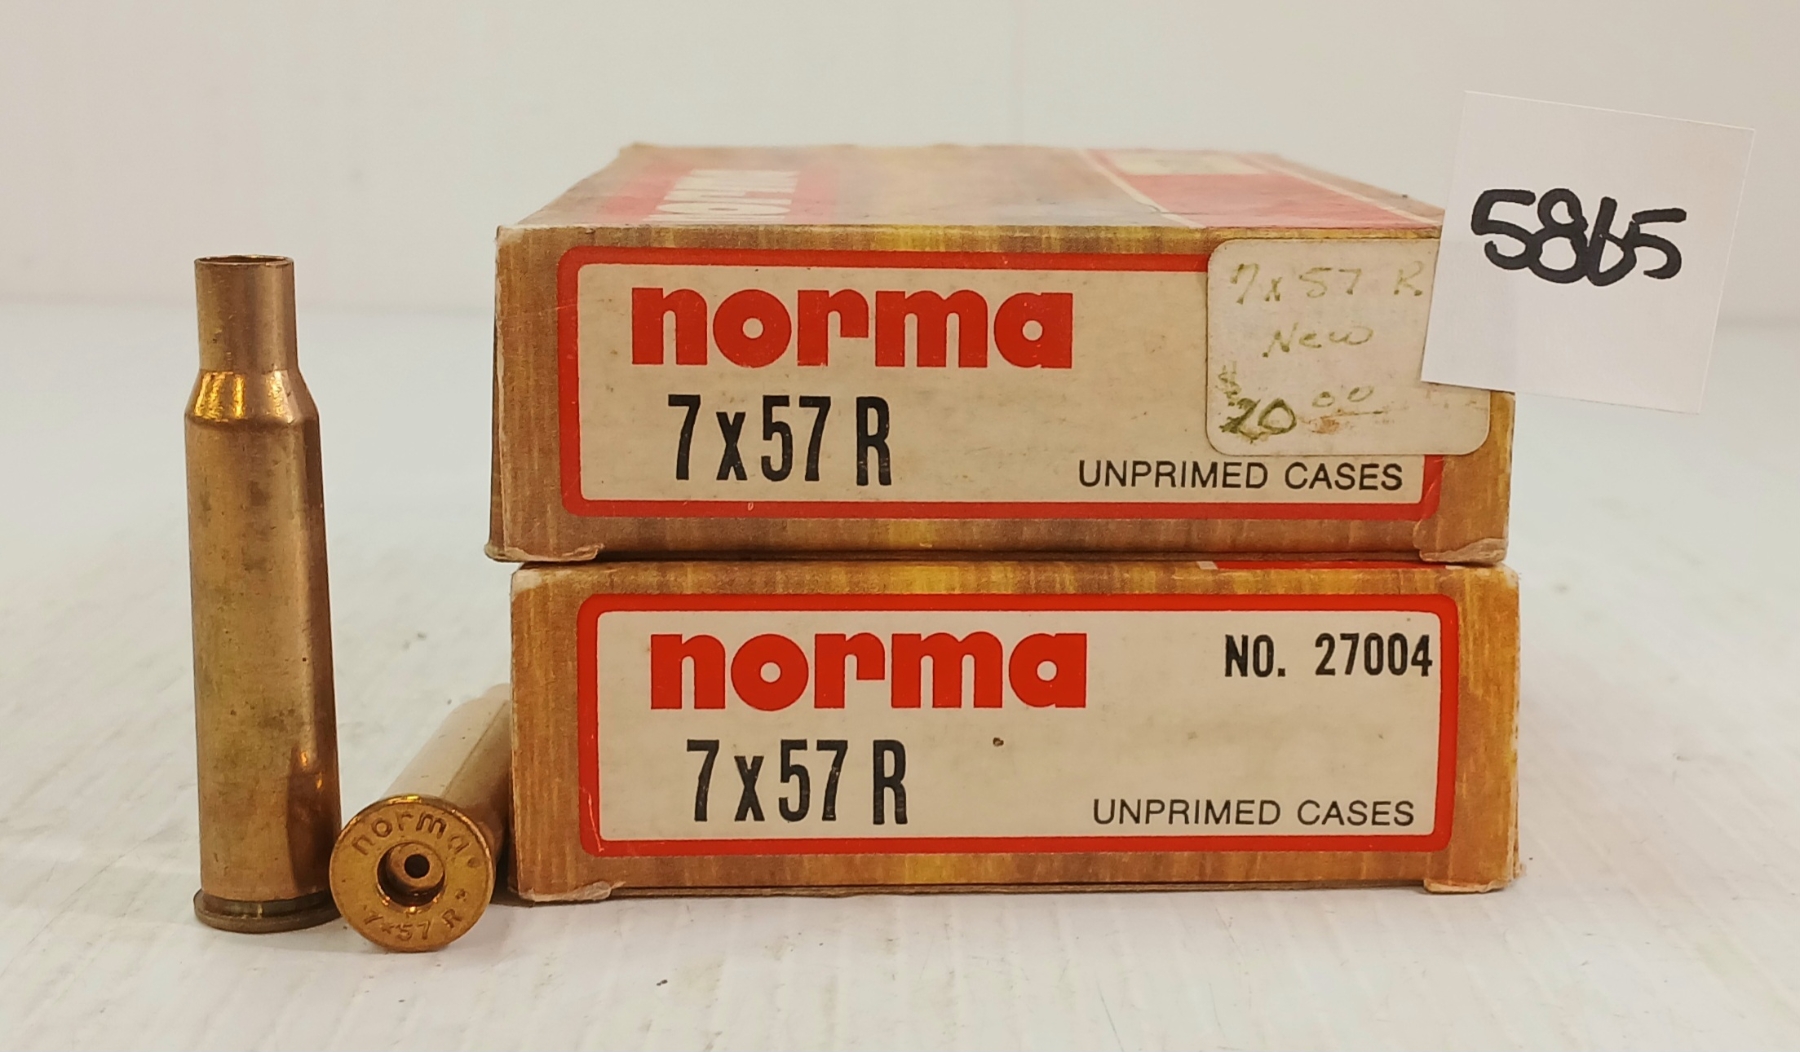 norma
7x57 R
UNPRIMED CASES
7x57 R
New
$20.00
5865
norma
NO. 27004
7x57 R
UNPRIMED CASES
norma
7x57 R